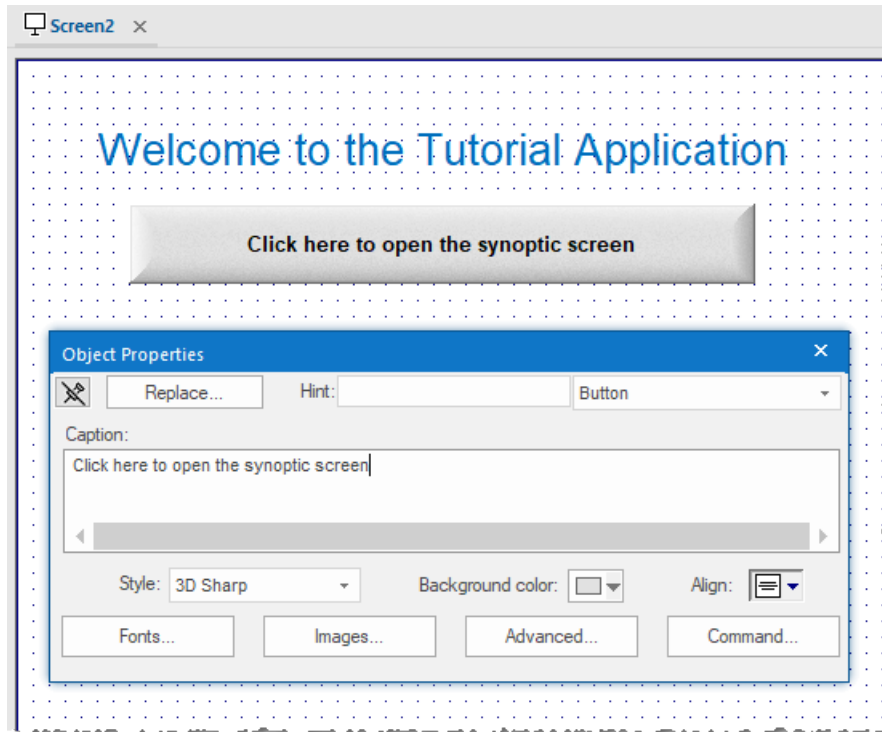 Screen2
Welcome to the Tutorial Application
Click here to open the synoptic screen
Object Properties
Replace... Hint: Button
Caption:
Click here to open the synoptic screen
Style: 3D Sharp Background color: Align:
Fonts... Images... Advanced... Command...